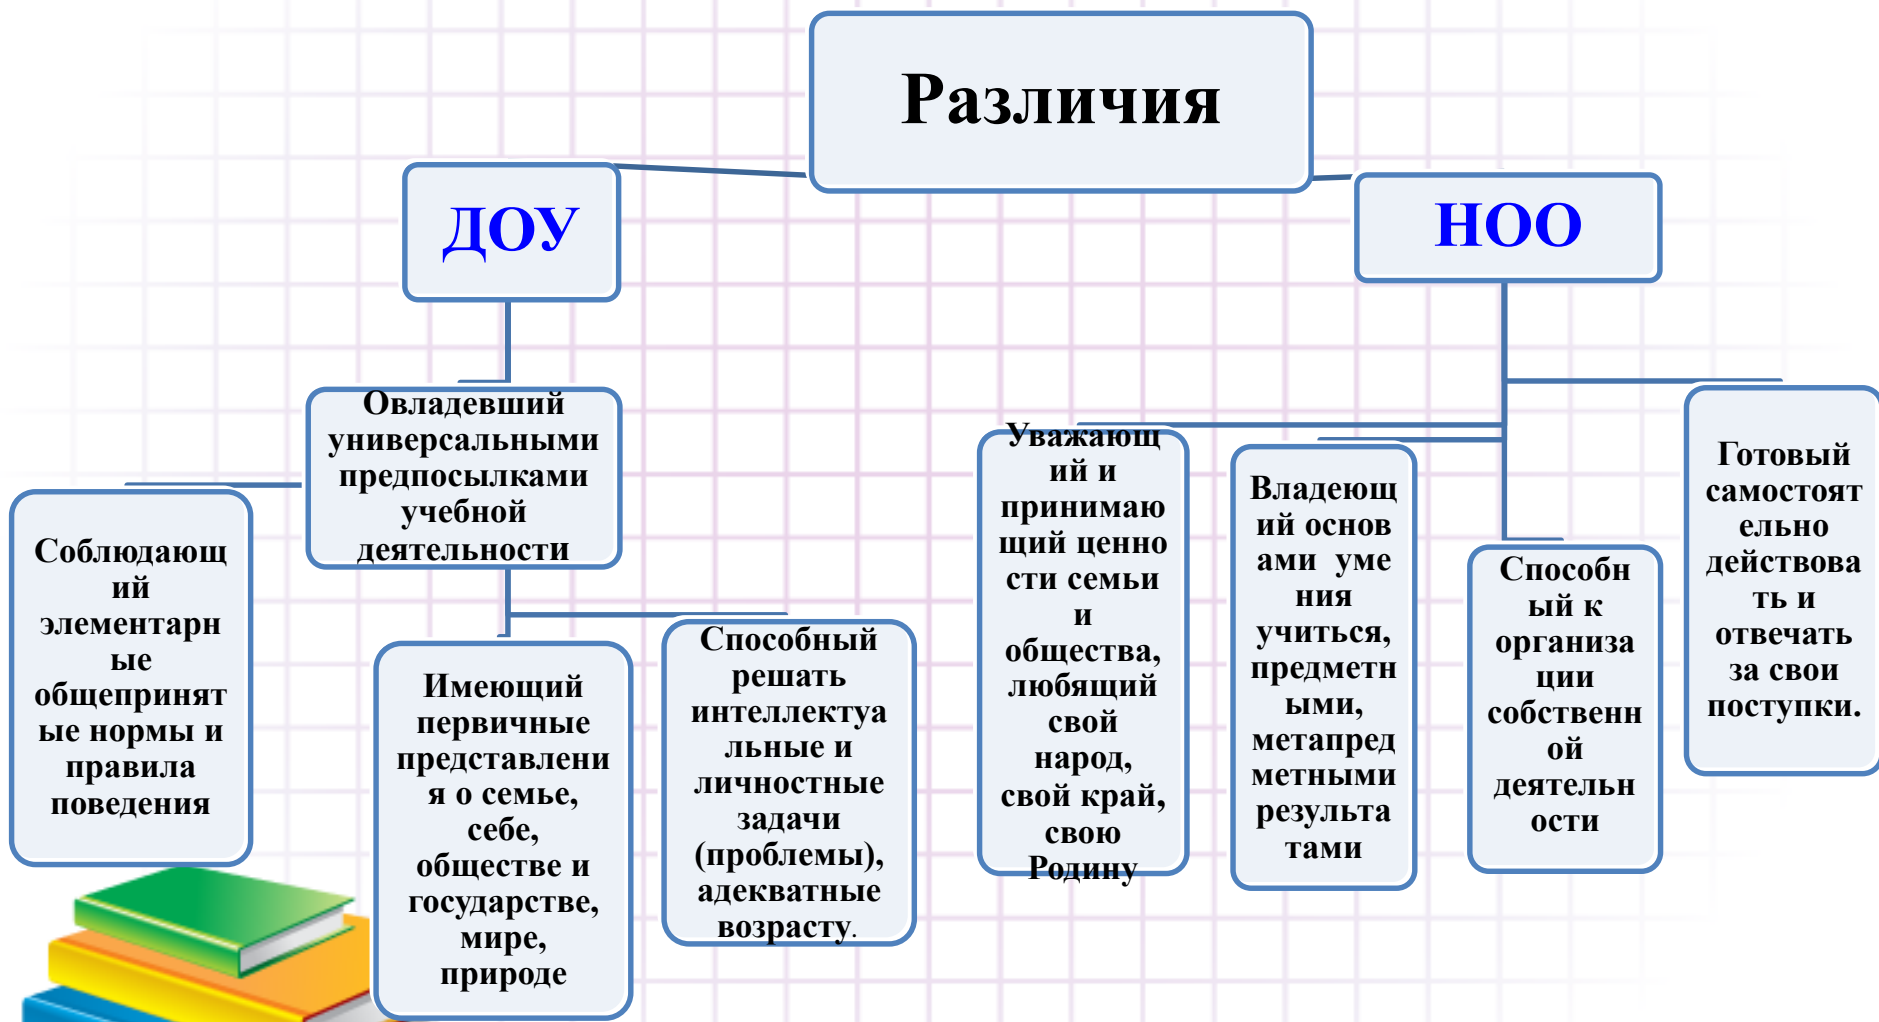 Различия
ДОУ
НОО
Овладевший
универсальными
предпосылками
учебной
деятельности
Соблюдающ
ий
элементарн
ые
общепринят
ые нормы и
правила
поведения
Имеющий
первичные
представлени
я о семье,
себе,
обществе и
государстве,
мире,
природе
Способный
решать
интеллектуа
льные и
личностные
задачи
(проблемы),
адекватные
возрасту.
Уважающ
ий и
принимаю
щий ценно
сти семьи
и
общества,
любящий
свой
народ,
свой край,
свою
Родину
Владеющ
ий основ
ами уме
ния
учиться,
предметн
ыми,
метапред
метными
результа
тами
Способн
ый к
организа
ции
собственн
ой
деятельн
ости
Готовый
самостоят
ельно
действова
ть и
отвечать
за свои
поступки.